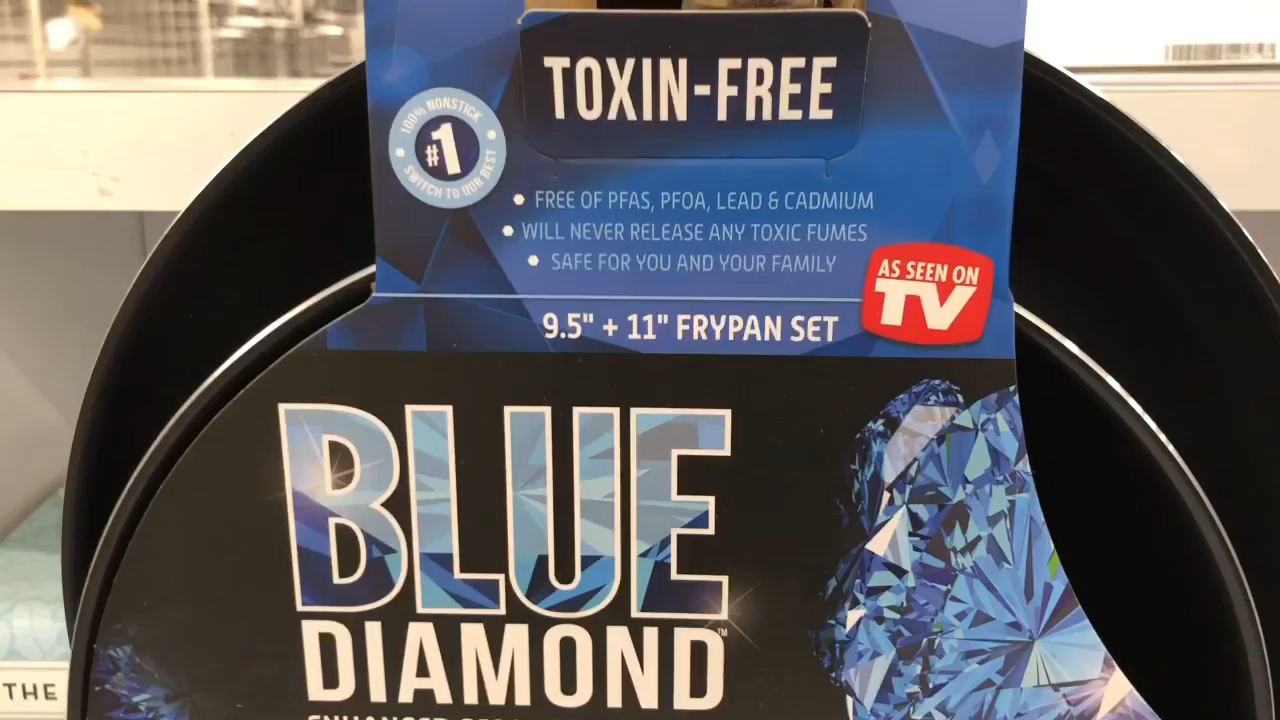 TOXIN-FREE
100% NONSTICK
#1
SWITCH TO OUR BEST
FREE OF PFAS, PFOA, LEAD & CADMIUM
WILL NEVER RELEASE ANY TOXIC FUMES
SAFE FOR YOU AND YOUR FAMILY
AS SEEN ON
TV
9.5" + 11" FRYPAN SET
BLUE
DIAMOND™
THE